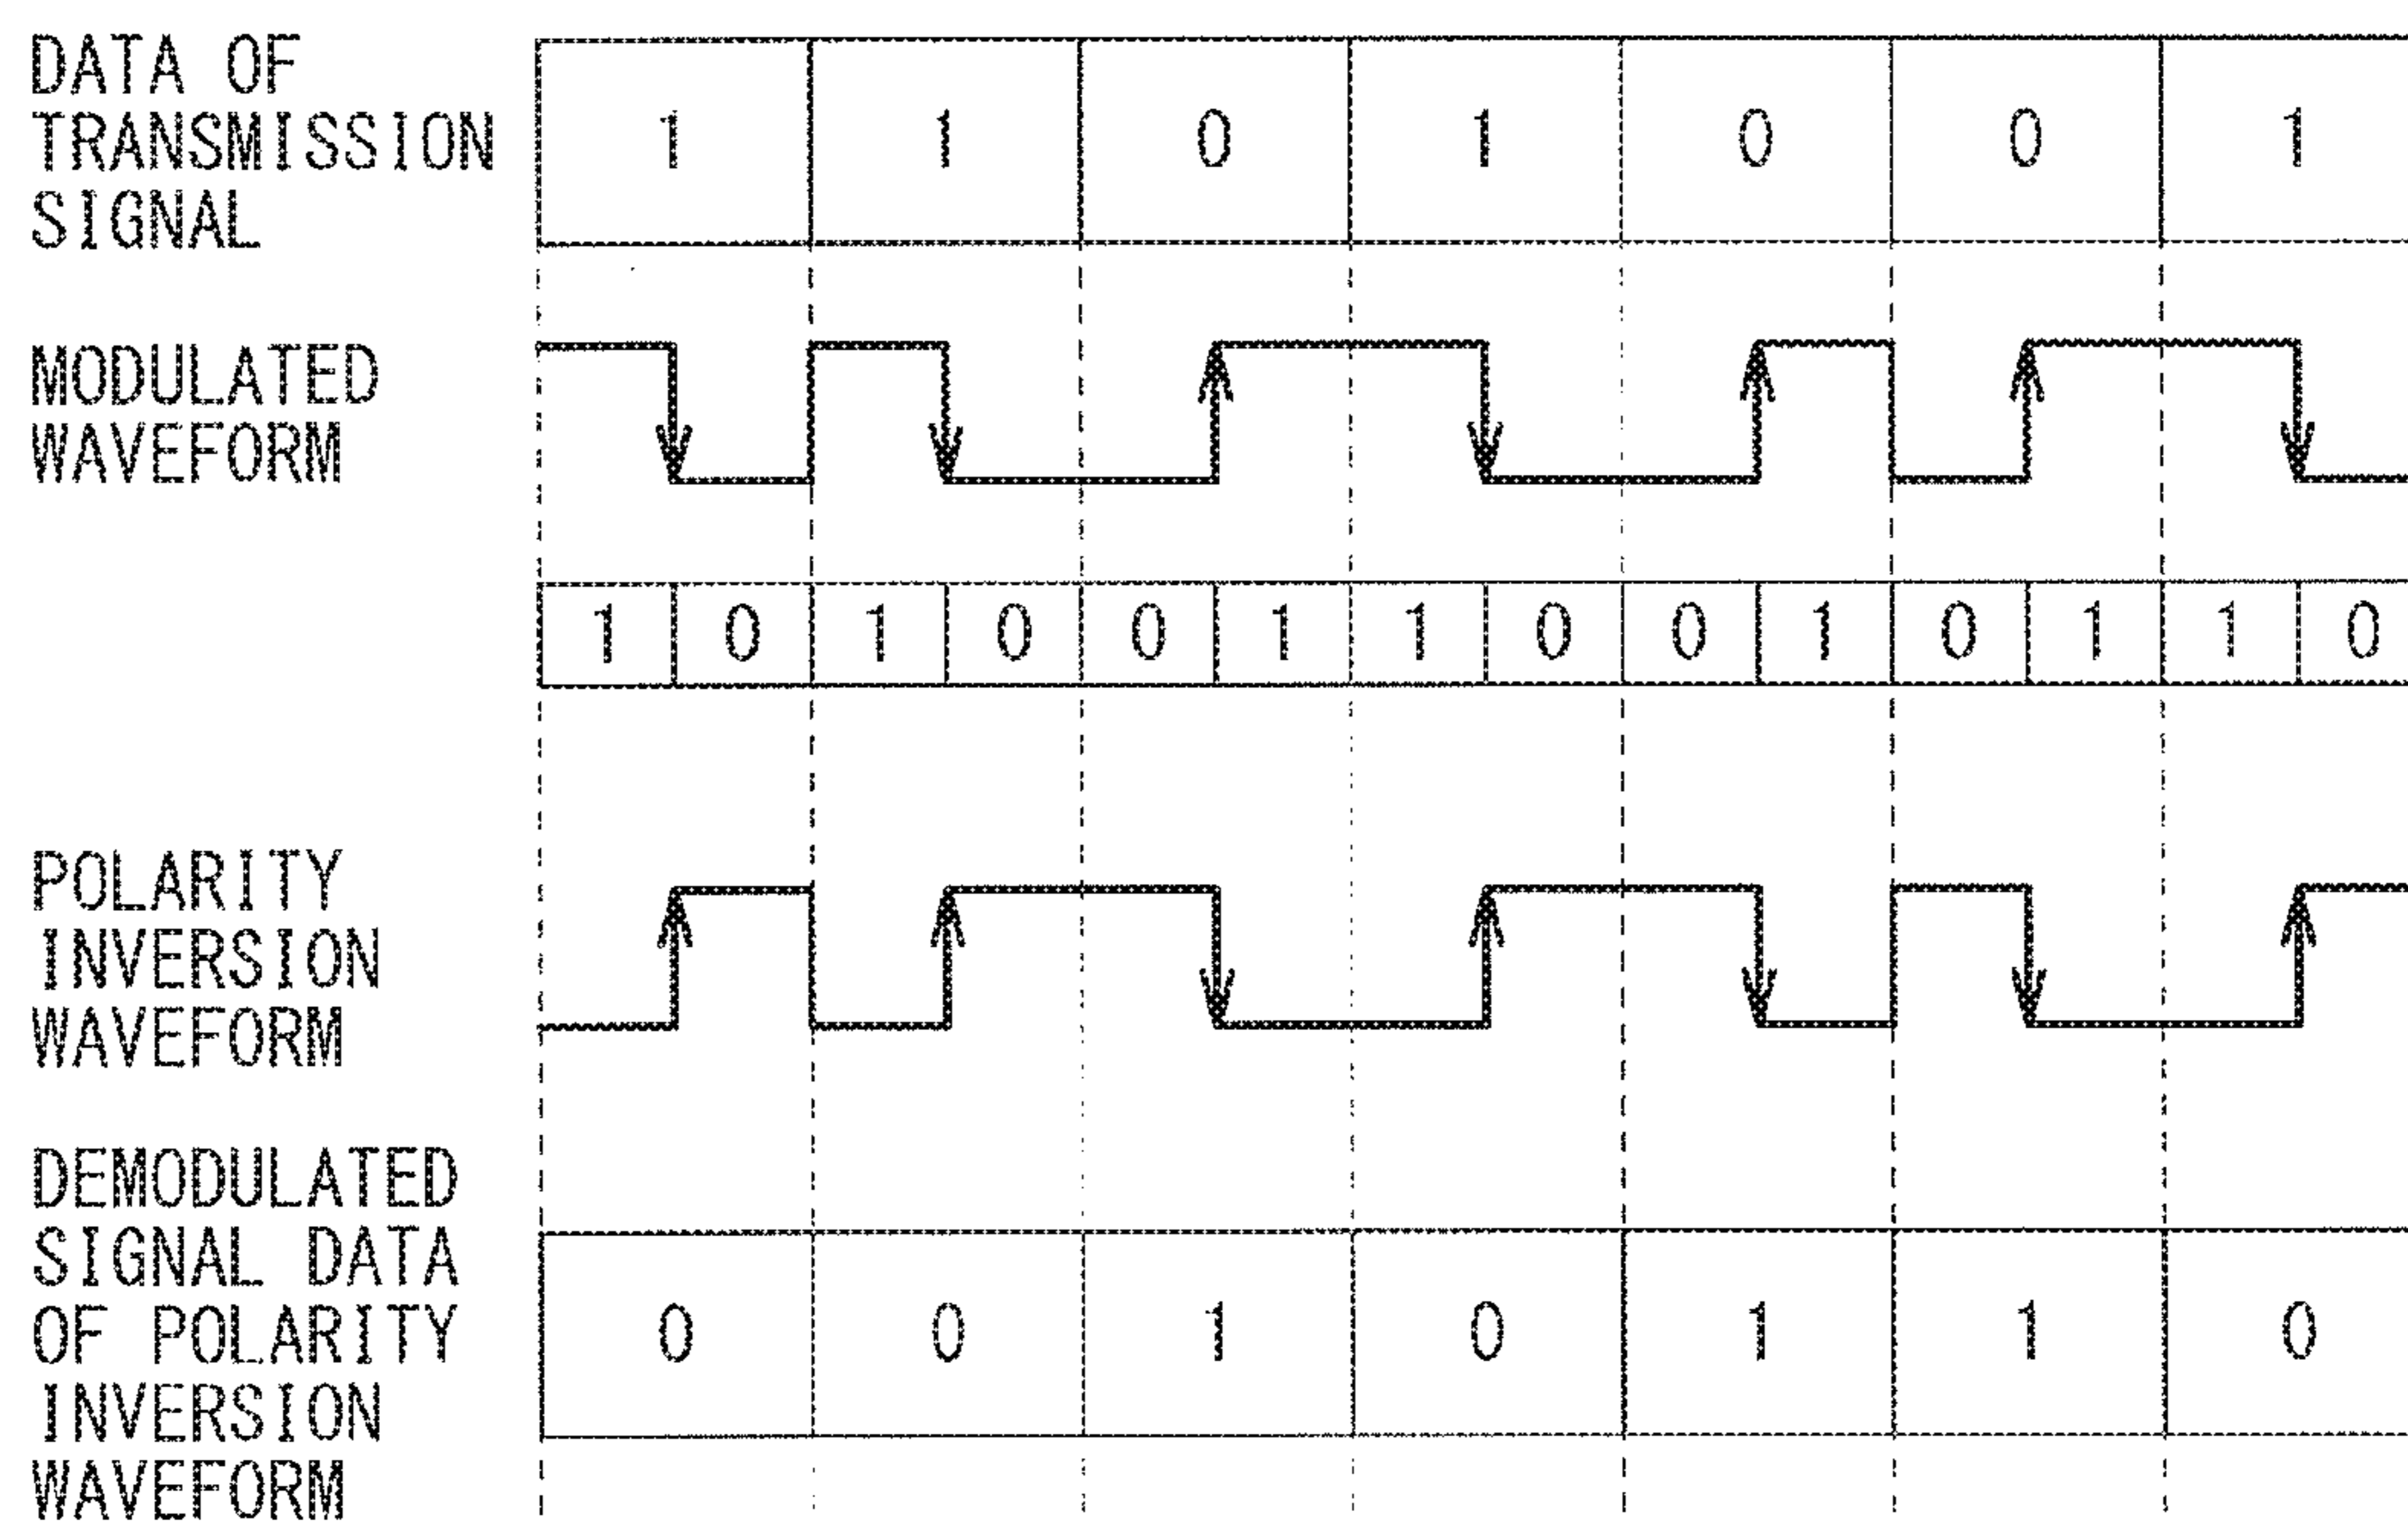 DATA OF
TRANSMISSION
SIGNAL
1 1 0 1 0 0 1
MODULATED
WAVEFORM
1 0 1 0 0 1 1 0 0 1 0 1 1 0
POLARITY
INVERSION
WAVEFORM
DEMODULATED
SIGNAL DATA
OF POLARITY
INVERSION
WAVEFORM
0 0 1 0 1 1 0